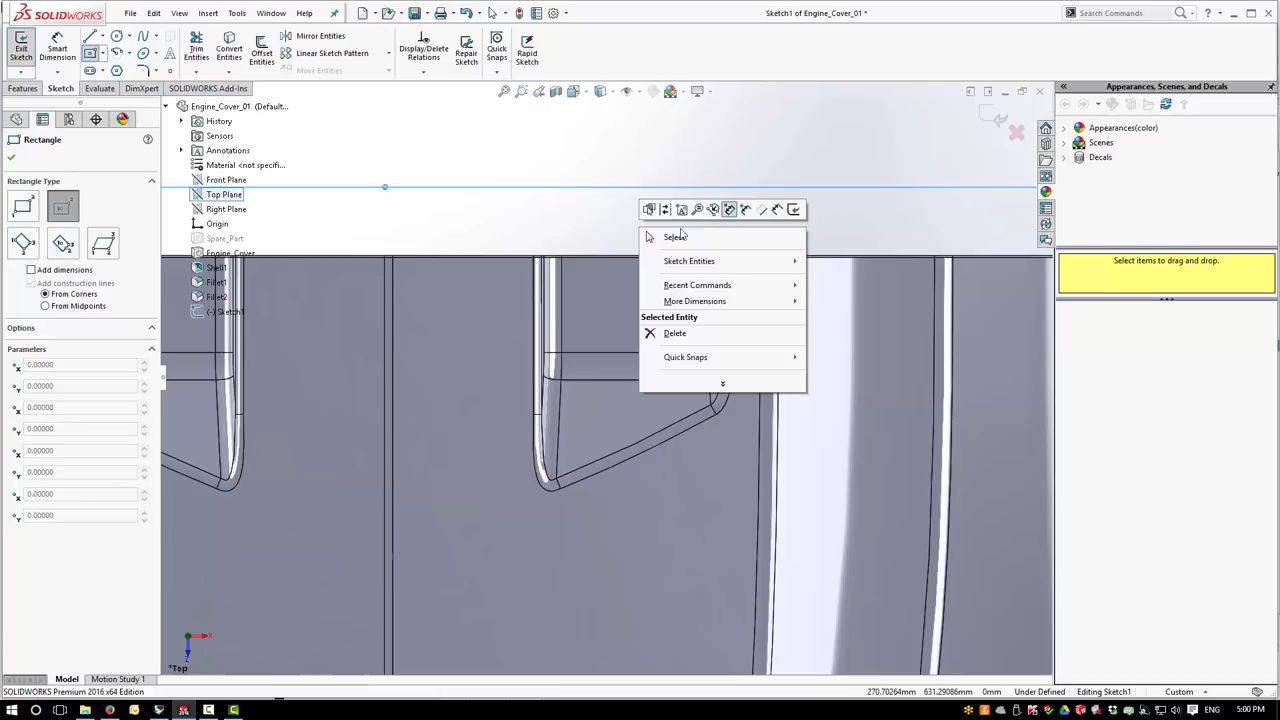 SOLIDWORKS
File Edit View Insert Tools Window Help
Sketch1 of Engine_Cover_01 *
Search Commands
Exit Sketch
Smart Dimension
Trim Entities
Convert Entities
Offset Entities
Mirror Entities
Linear Sketch Pattern
Move Entities
Display/Delete Relations
Repair Sketch
Quick Snaps
Rapid Sketch
Features Sketch Evaluate DimXpert SOLIDWORKS Add-Ins
Appearances, Scenes, and Decals
Rectangle
Rectangle Type
Add dimensions
Add construction lines
From Corners
From Midpoints
Options
Parameters
0.00000
0.00000
0.00000
0.00000
0.00000
0.00000
0.00000
0.00000
Engine_Cover_01 (Default...
History
Sensors
Annotations
Material <not specifi...
Front Plane
Top Plane
Right Plane
Origin
Spare_Part
Engine_Cover
Shell1
Fillet1
Fillet2
(-) Sketch1
Select
Sketch Entities
Recent Commands
More Dimensions
Selected Entity
Delete
Quick Snaps
Appearances(color)
Scenes
Decals
Select items to drag and drop.
X
Z
*Top
Model Motion Study 1
SOLIDWORKS Premium 2016 x64 Edition
270.70264mm 631.29086mm 0mm Under Defined Editing Sketch1 Custom
ENG 5:00 PM